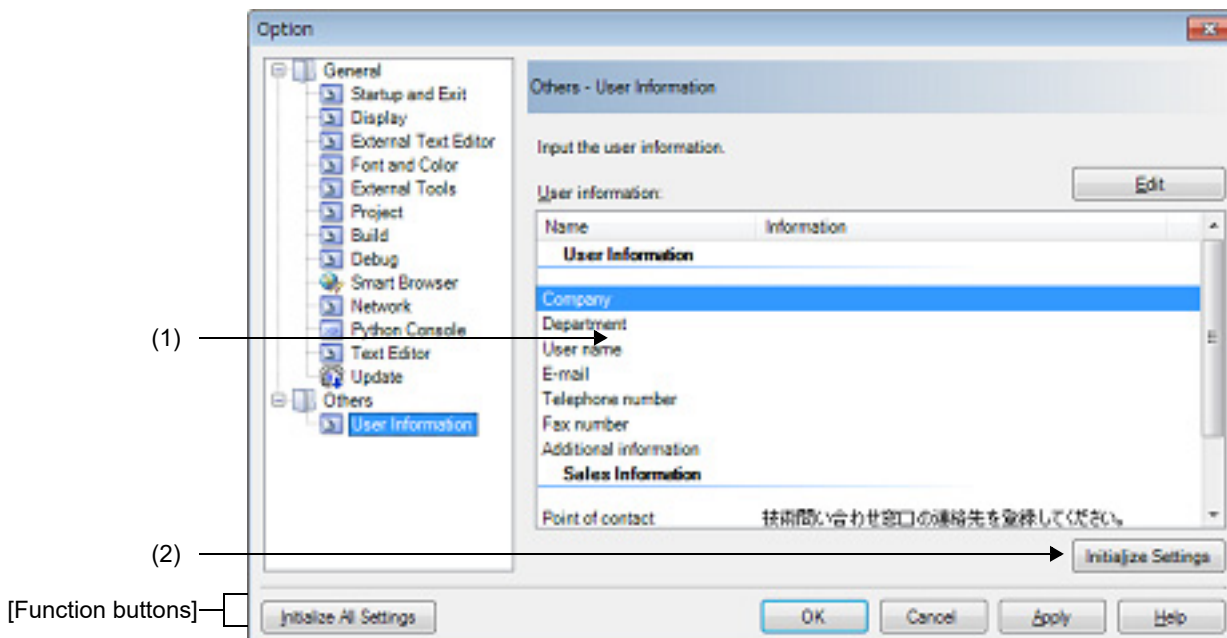 Option
General
Startup and Exit
Display
External Text Editor
Font and Color
External Tools
Project
Build
Debug
Smart Browser
Network
Python Console
Text Editor
Update
Others
User Information
Others - User Information
Input the user information.
User information:
Edit
Name Information
User Information
Company
Department
User name
E-mail
Telephone number
Fax number
Additional information
Sales Information
Point of contact 技術問い合わせ窓口の連絡先を登録してください。
(1)
(2)
Initialize Settings
[Function buttons]
Initialize All Settings
OK
Cancel
Apply
Help